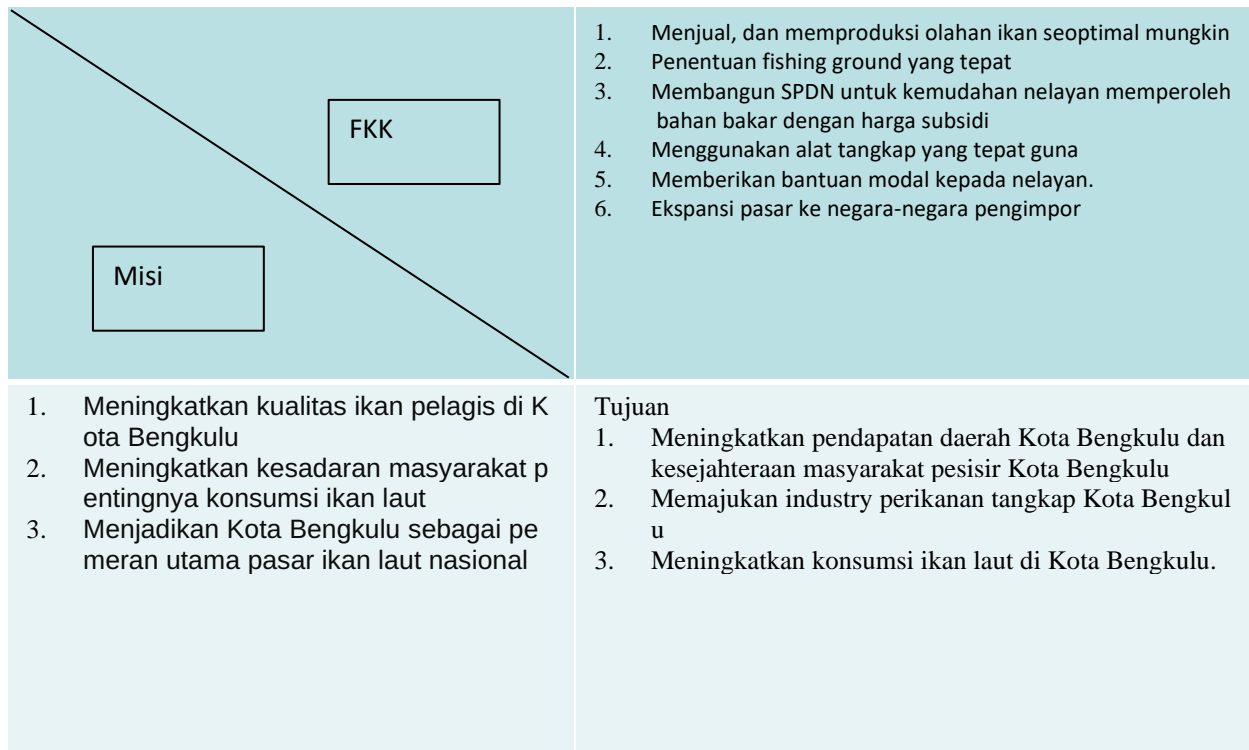 FKK
Misi
1. Menjual, dan memproduksi olahan ikan seoptimal mungkin
2. Penentuan fishing ground yang tepat
3. Membangun SPDN untuk kemudahan nelayan memperoleh
bahan bakar dengan harga subsidi
4. Menggunakan alat tangkap yang tepat guna
5. Memberikan bantuan modal kepada nelayan.
6. Ekspansi pasar ke negara-negara pengimpor
1. Meningkatkan kualitas ikan pelagis di K
ota Bengkulu
2. Meningkatkan kesadaran masyarakat p
entingnya konsumsi ikan laut
3. Menjadikan Kota Bengkulu sebagai pe
meran utama pasar ikan laut nasional
Tujuan
1. Meningkatkan pendapatan daerah Kota Bengkulu dan
kesejahteraan masyarakat pesisir Kota Bengkulu
2. Memajukan industry perikanan tangkap Kota Bengkul
u
3. Meningkatkan konsumsi ikan laut di Kota Bengkulu.